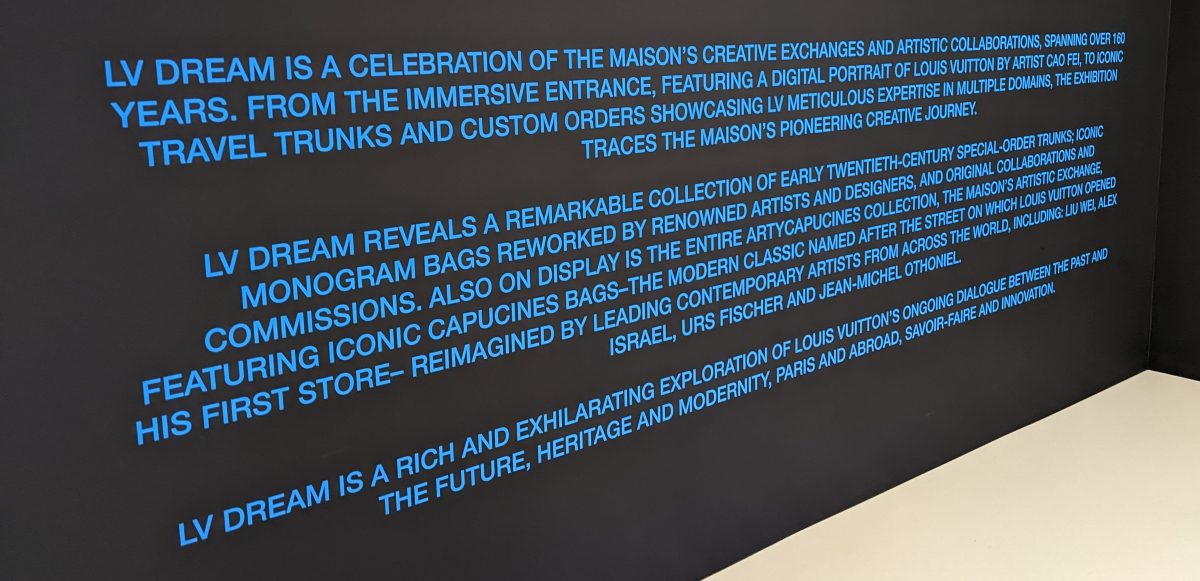 LV DREAM IS A CELEBRATION OF THE MAISON'S CREATIVE EXCHANGES AND ARTISTIC COLLABORATIONS, SPANNING OVER 160
YEARS. FROM THE IMMERSIVE ENTRANCE, FEATURING A DIGITAL PORTRAIT OF LOUIS VUITTON BY ARTIST CAO FEI, TO ICONIC
TRAVEL TRUNKS AND CUSTOM ORDERS SHOWCASING LV METICULOUS EXPERTISE IN MULTIPLE DOMAINS, THE EXHIBITION
TRACES THE MAISON'S PIONEERING CREATIVE JOURNEY.
LV DREAM REVEALS A REMARKABLE COLLECTION OF EARLY TWENTIETH-CENTURY SPECIAL-ORDER TRUNKS; ICONIC
MONOGRAM BAGS REWORKED BY RENOWNED ARTISTS AND DESIGNERS, AND ORIGINAL COLLABORATIONS AND
COMMISSIONS. ALSO ON DISPLAY IS THE ENTIRE ARTYCAPUCINES COLLECTION, THE MAISON'S ARTISTIC EXCHANGE,
FEATURING ICONIC CAPUCINES BAGS–THE MODERN CLASSIC NAMED AFTER THE STREET ON WHICH LOUIS VUITTON OPENED
HIS FIRST STORE– REIMAGINED BY LEADING CONTEMPORARY ARTISTS FROM ACROSS THE WORLD, INCLUDING: LIU WEI, ALEX
ISRAEL, URS FISCHER AND JEAN-MICHEL OTHONIEL.
LV DREAM IS A RICH AND EXHILARATING EXPLORATION OF LOUIS VUITTON'S ONGOING DIALOGUE BETWEEN THE PAST AND
THE FUTURE, HERITAGE AND MODERNITY, PARIS AND ABROAD, SAVOIR-FAIRE AND INNOVATION.